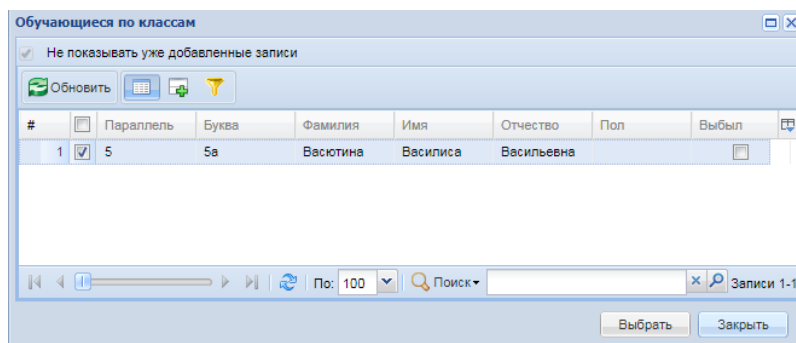 Обучающиеся по классам
Не показывать уже добавленные записи
Обновить
# Параллель Буква Фамилия Имя Отчество Пол Выбыл
1 5 5а Васютина Василиса Васильевна
По: 100 Поиск Записи 1-1
Выбрать Закрыть